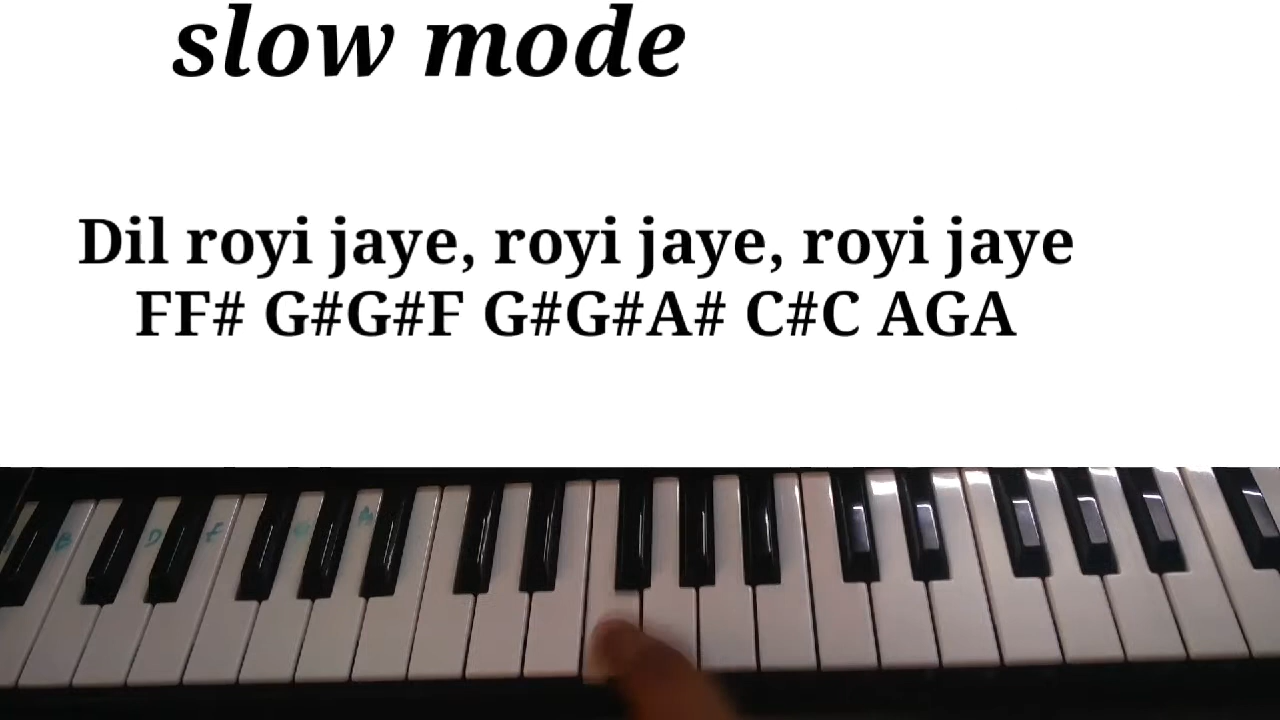 slow mode
Dil royi jaye, royi jaye, royi jaye
FF# G#G#F G#G#A# C#C AGA
B D F A